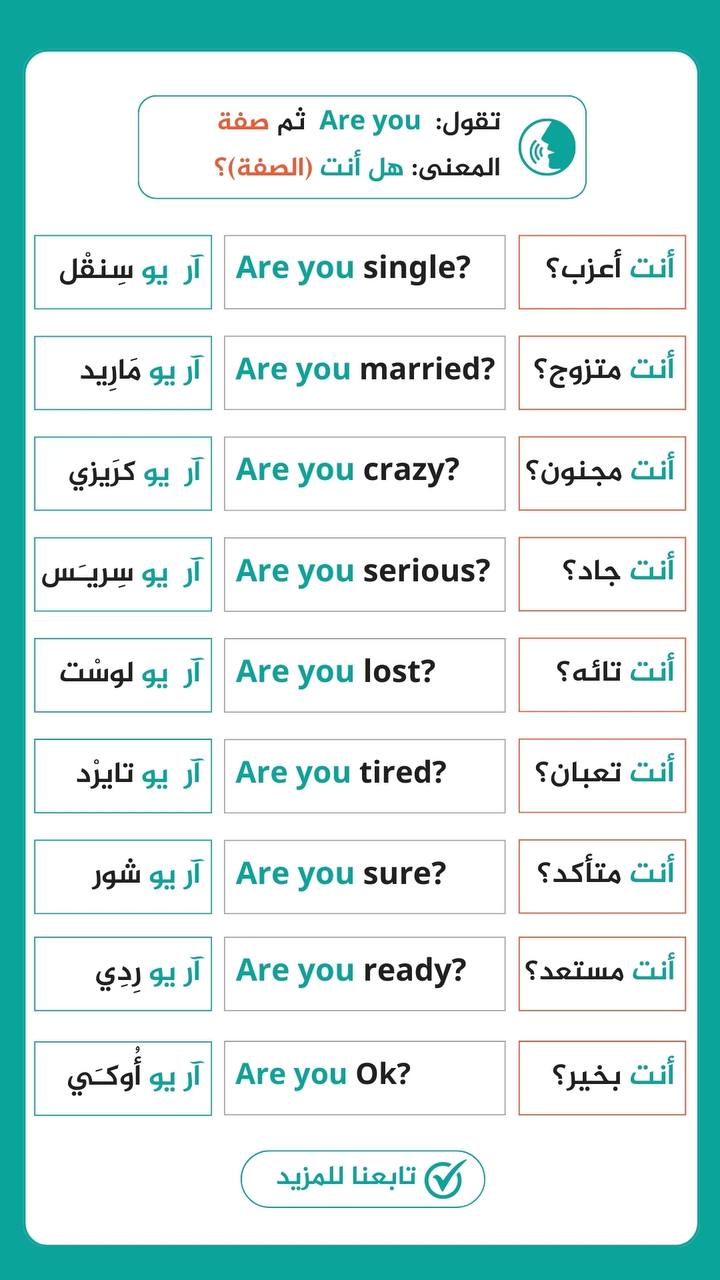 تقول: Are you ثم صفة
المعنى: هل أنت (الصفة)؟
أنت أعزب؟ Are you single? آر يو سِنقْل
أنت متزوج؟ Are you married? آر يو مَارِيد
أنت مجنون؟ Are you crazy? آر يو كرَيزي
أنت جاد؟ Are you serious? آر يو سِريـَس
أنت تائه؟ Are you lost? آر يو لوسْت
أنت تعبان؟ Are you tired? آر يو تايرْد
أنت متأكد؟ Are you sure? آر يو شور
أنت مستعد؟ Are you ready? آر يو رِدِي
أنت بخير؟ Are you Ok? آر يو أُوكـَي
تابعنا للمزيد